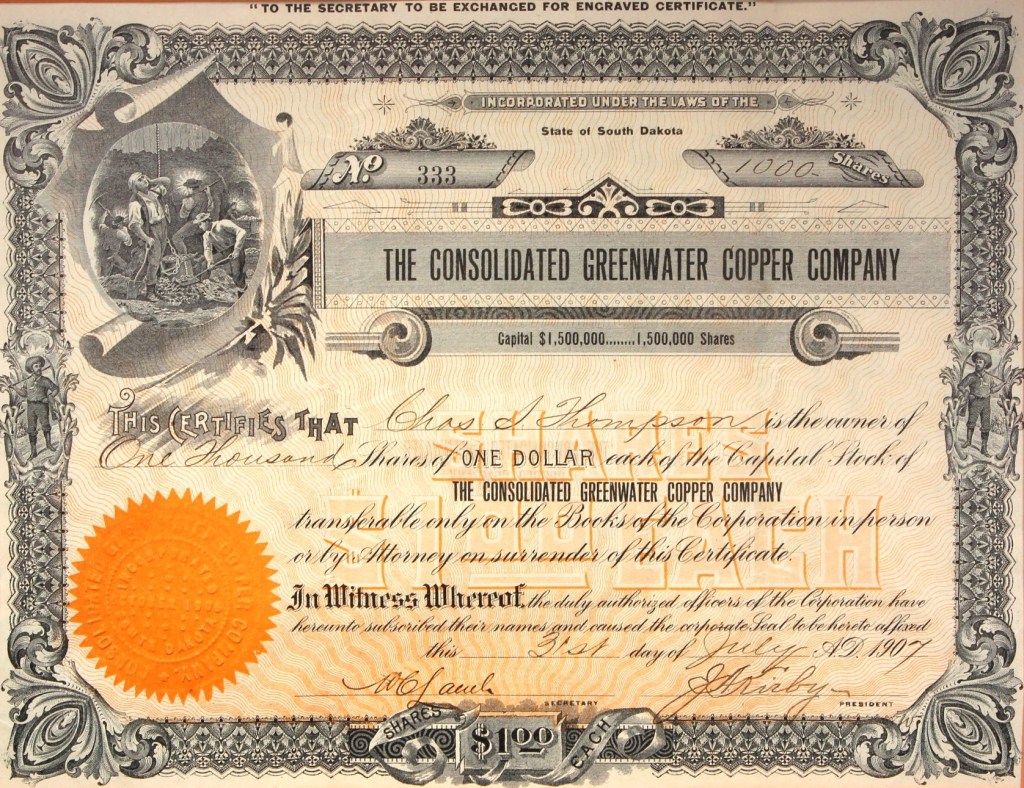 "TO THE SECRETARY TO BE EXCHANGED FOR ENGRAVED CERTIFICATE."
INCORPORATED UNDER THE LAWS OF THE
State of South Dakota
No. 333
1000 Shares
THE CONSOLIDATED GREENWATER COPPER COMPANY
Capital $1,500,000........1,500,000 Shares
THIS CERTIFIES THAT Chas S Thompson is the owner of
One Thousand Shares of ONE DOLLAR each of the Capital Stock of
THE CONSOLIDATED GREENWATER COPPER COMPANY
transferable only on the Books of the Corporation in person
or by Attorney on surrender of this Certificate.
In Witness Whereof, the duly authorized officers of the Corporation have
hereunto subscribed their names and caused the corporate Seal to be hereto affixed
this 31st day of July A.D. 1907
SHARES $1.00 EACH
J A Kirby
SECRETARY
PRESIDENT
SHARES $1.00 EACH